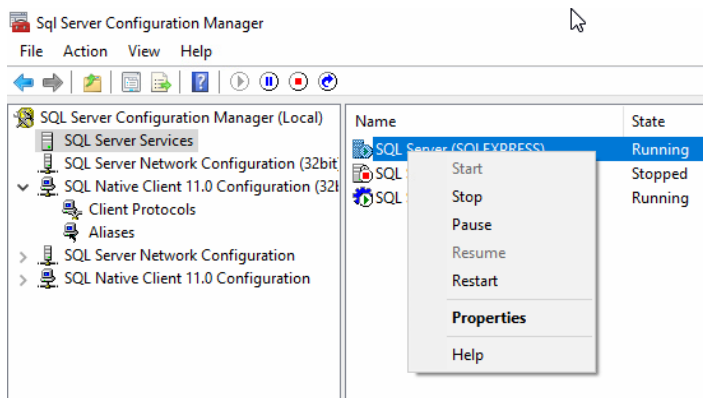 Sql Server Configuration Manager
File Action View Help
SQL Server Configuration Manager (Local)
SQL Server Services
SQL Server Network Configuration (32bit
SQL Native Client 11.0 Configuration (32
Client Protocols
Aliases
SQL Server Network Configuration
SQL Native Client 11.0 Configuration
Name State
SQL Server (SQLEXPRESS) Running
SQL Stopped
SQL Running
Start
Stop
Pause
Resume
Restart
Properties
Help